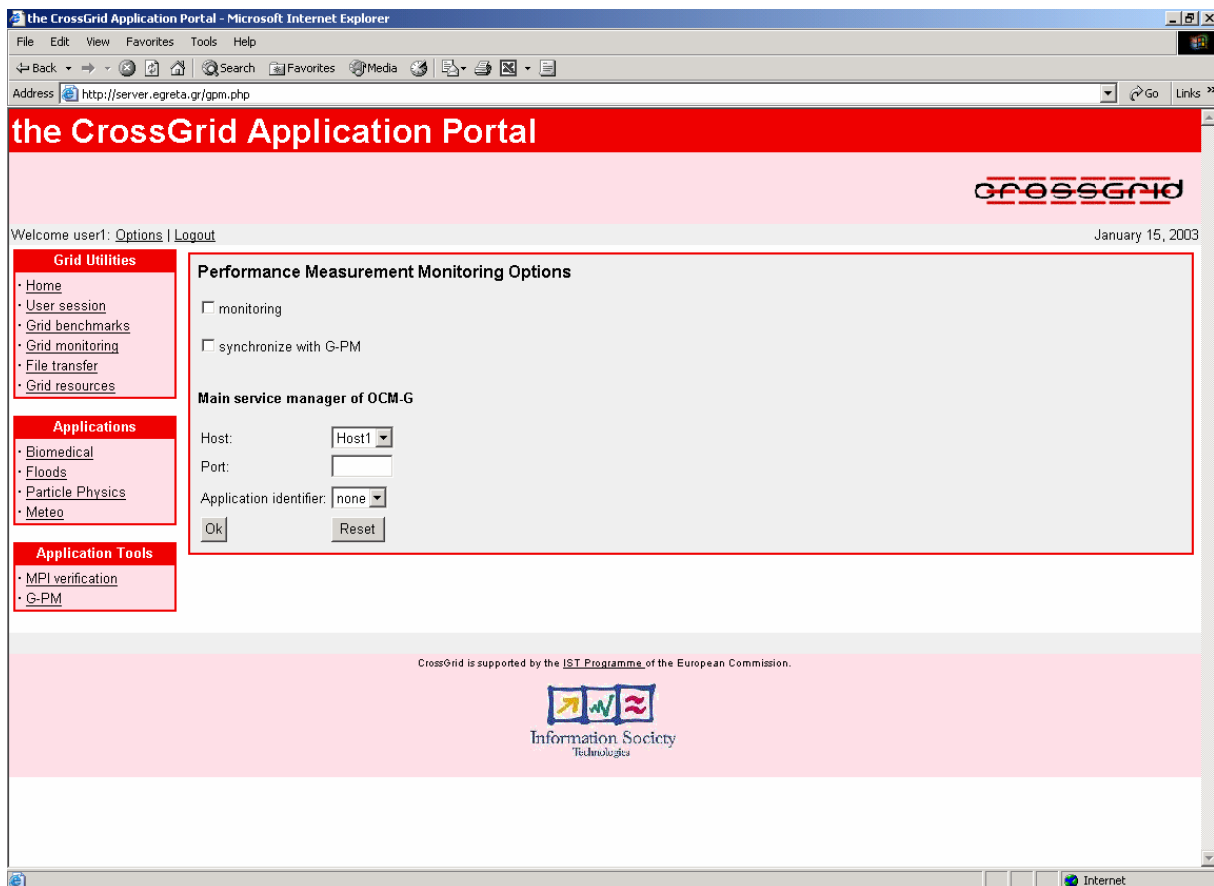 the CrossGrid Application Portal - Microsoft Internet Explorer
File Edit View Favorites Tools Help
Back Search Favorites Media
Address http://server.egreta.gr/gpm.php Go Links »
the CrossGrid Application Portal
crossGrid
Welcome user1: Options | Logout January 15, 2003
Grid Utilities
· Home
· User session
· Grid benchmarks
· Grid monitoring
· File transfer
· Grid resources
Applications
· Biomedical
· Floods
· Particle Physics
· Meteo
Application Tools
· MPI verification
· G-PM
Performance Measurement Monitoring Options
monitoring
synchronize with G-PM
Main service manager of OCM-G
Host: Host1
Port:
Application identifier: none
Ok Reset
CrossGrid is supported by the IST Programme of the European Commission.
Information Society
Technologies
Internet